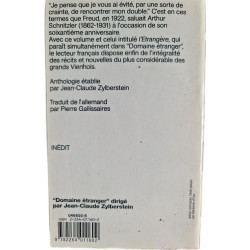 "Je pense que je vous ai évité, par une sorte
de crainte, de rencontrer mon double." C'est en ces
termes que Freud, en 1922, saluait Arthur
Schnitzler (1862-1931) à l'occasion de son
soixantième anniversaire.
Avec ce volume et celui intitulé l'Etrangère, qui
paraît simultanément dans "Domaine étranger",
le lecteur français dispose enfin de l'intégralité
des récits et nouvelles du plus considérable des
grands Viennois.
Anthologie établie
par Jean-Claude Zylberstein
Traduit de l'allemand
par Pierre Gallissaires
INÉDIT
"Domaine étranger" dirigé
par Jean-Claude Zylberstein